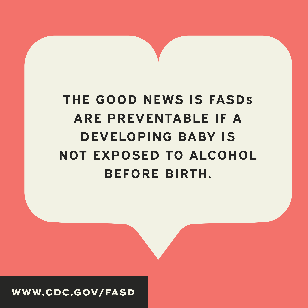 THE GOOD NEWS IS FASDs
ARE PREVENTABLE IF A
DEVELOPING BABY IS
NOT EXPOSED TO ALCOHOL
BEFORE BIRTH.
WWW.CDC.GOV/FASD